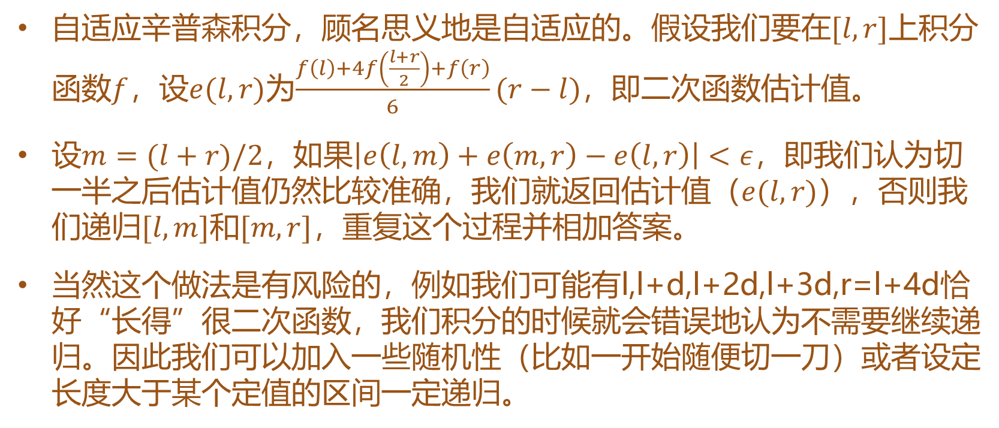 • 自适应辛普森积分，顾名思义地是自适应的。假设我们要在[l, r]上积分
函数f，设e(l, r)为\frac{f(l)+4f\left(\frac{l+r}{2}\right)+f(r)}{6}(r − l)，即二次函数估计值。
• 设m = (l + r)/2，如果|e(l, m) + e(m, r) − e(l, r)| < ϵ，即我们认为切
一半之后估计值仍然比较准确，我们就返回估计值（e(l, r)），否则我
们递归[l, m]和[m, r]，重复这个过程并相加答案。
• 当然这个做法是有风险的，例如我们可能有l,l+d,l+2d,l+3d,r=l+4d恰
好“长得”很二次函数，我们积分的时候就会错误地认为不需要继续递
归。因此我们可以加入一些随机性（比如一开始随便切一刀）或者设定
长度大于某个定值的区间一定递归。